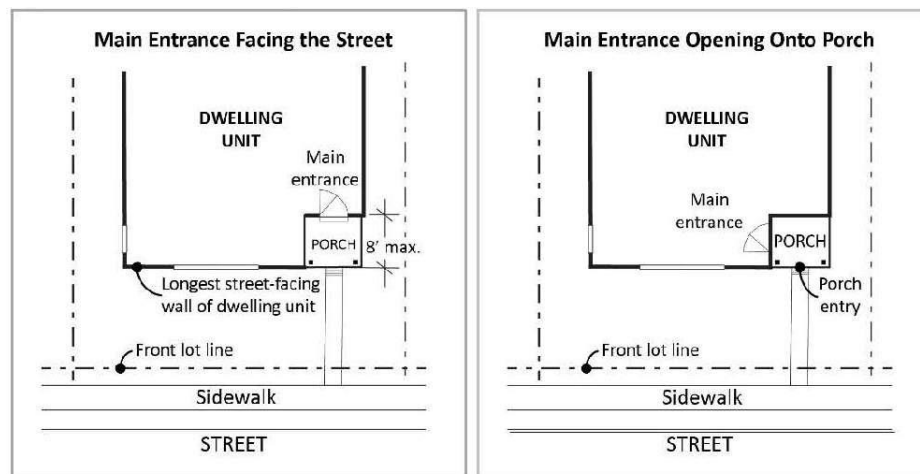 Main Entrance Facing the Street
DWELLING
UNIT
Main
entrance
PORCH
8' max.
Longest street-facing
wall of dwelling unit
Front lot line
Sidewalk
STREET
Main Entrance Opening Onto Porch
DWELLING
UNIT
Main
entrance
PORCH
Porch
entry
Front lot line
Sidewalk
STREET